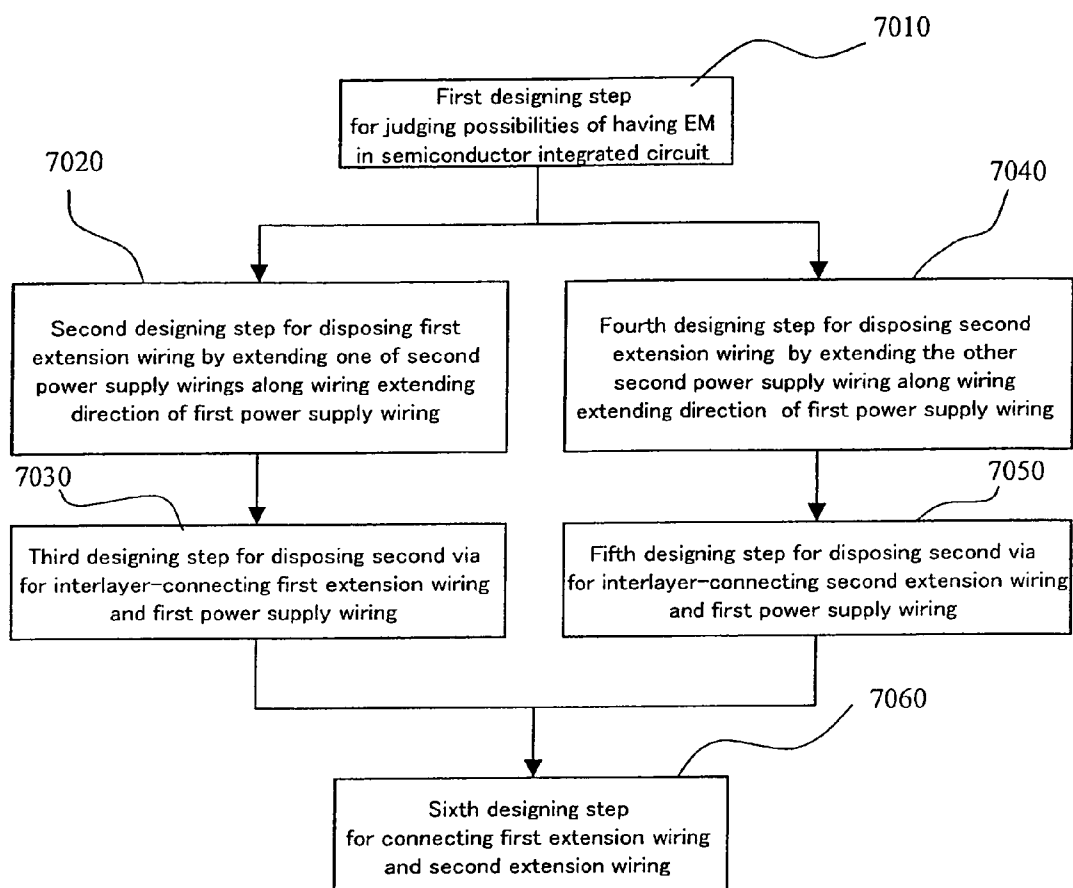 7010
First designing step
for judging possibilities of having EM
in semiconductor integrated circuit
7020
7040
Second designing step for disposing first
extension wiring by extending one of second
power supply wirings along wiring extending
direction of first power supply wiring
Fourth designing step for disposing second
extension wiring by extending the other
second power supply wiring along wiring
extending direction of first power supply wiring
7030
7050
Third designing step for disposing second via
for interlayer-connecting first extension wiring
and first power supply wiring
Fifth designing step for disposing second via
for interlayer-connecting second extension wiring
and first power supply wiring
7060
Sixth designing step
for connecting first extension wiring
and second extension wiring